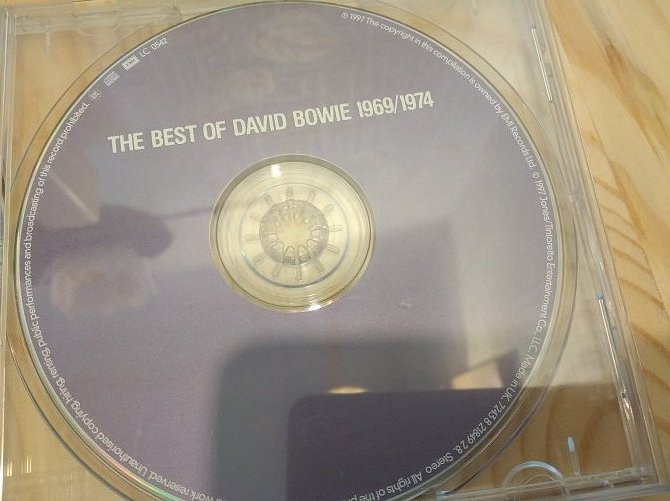 THE BEST OF DAVID BOWIE 1969/1974
EMI LC 0542
℗ 1997 The copyright in this compilation is owned by EMI Records Ltd. © 1997 Jones/Tintoretto Entertainment Co., LLC. Made in U.K. 7243 8 21849 2 8. Stereo
All rights of the
work reserved. Unauthorised copying, hiring, renting, public performances and broadcasting of this record prohibited.